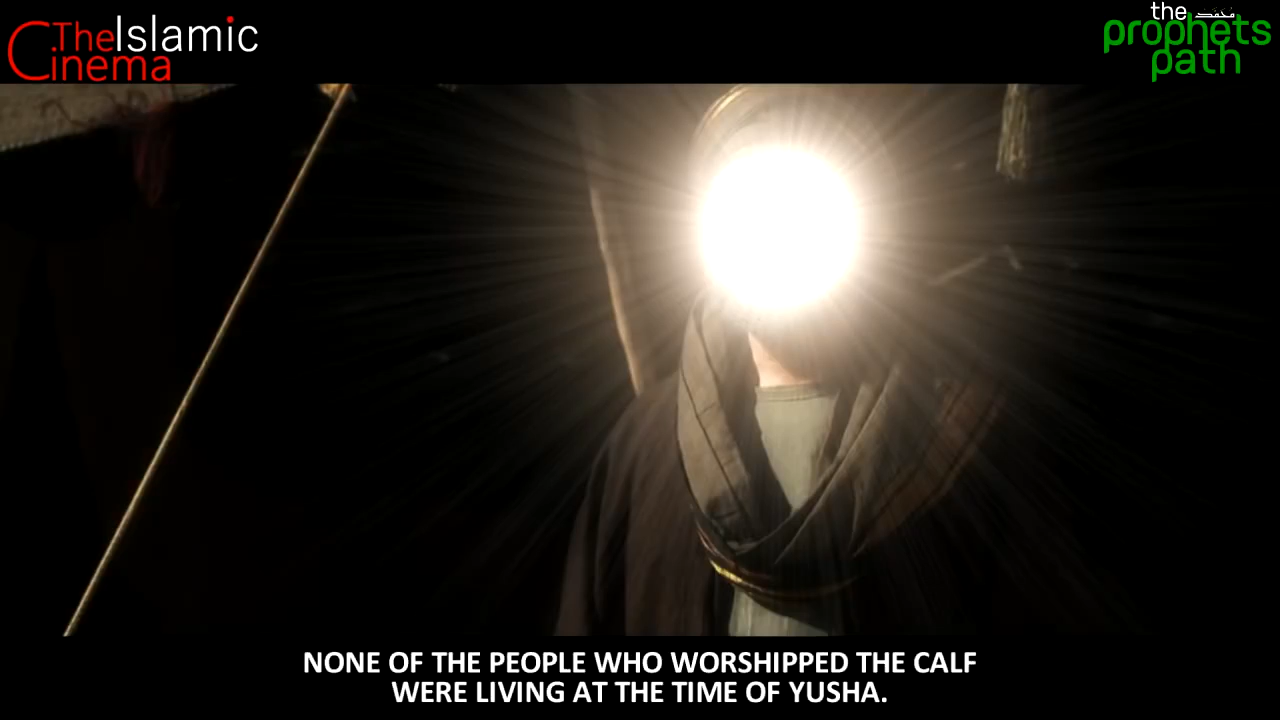 TheIslamic
Cinema
the محمد
prophets
path
NONE OF THE PEOPLE WHO WORSHIPPED THE CALF
WERE LIVING AT THE TIME OF YUSHA.